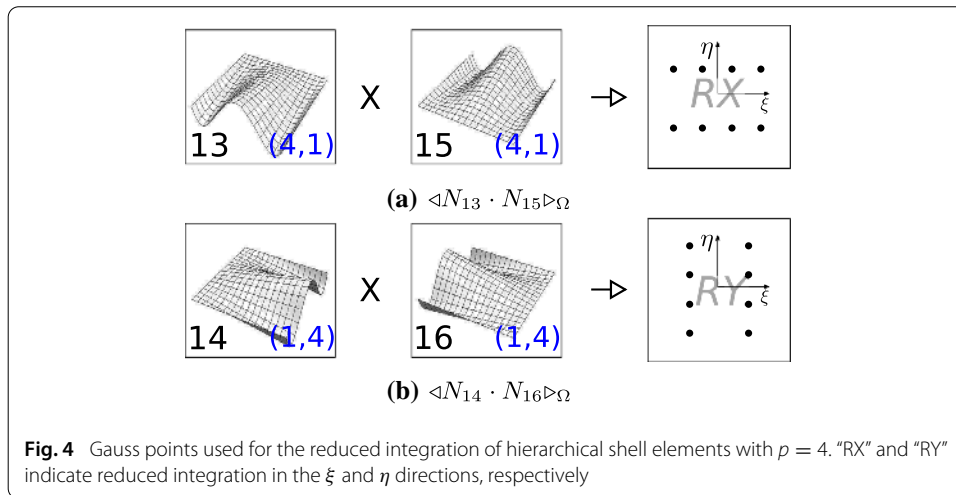 13 (4,1) X 15 (4,1) η RX ξ
(a) ⊲N₁₃ · N₁₅⊳Ω
14 (1,4) X 16 (1,4) η RY ξ
(b) ⊲N₁₄ · N₁₆⊳Ω
Fig. 4 Gauss points used for the reduced integration of hierarchical shell elements with p = 4. “RX” and “RY”
indicate reduced integration in the ξ and η directions, respectively